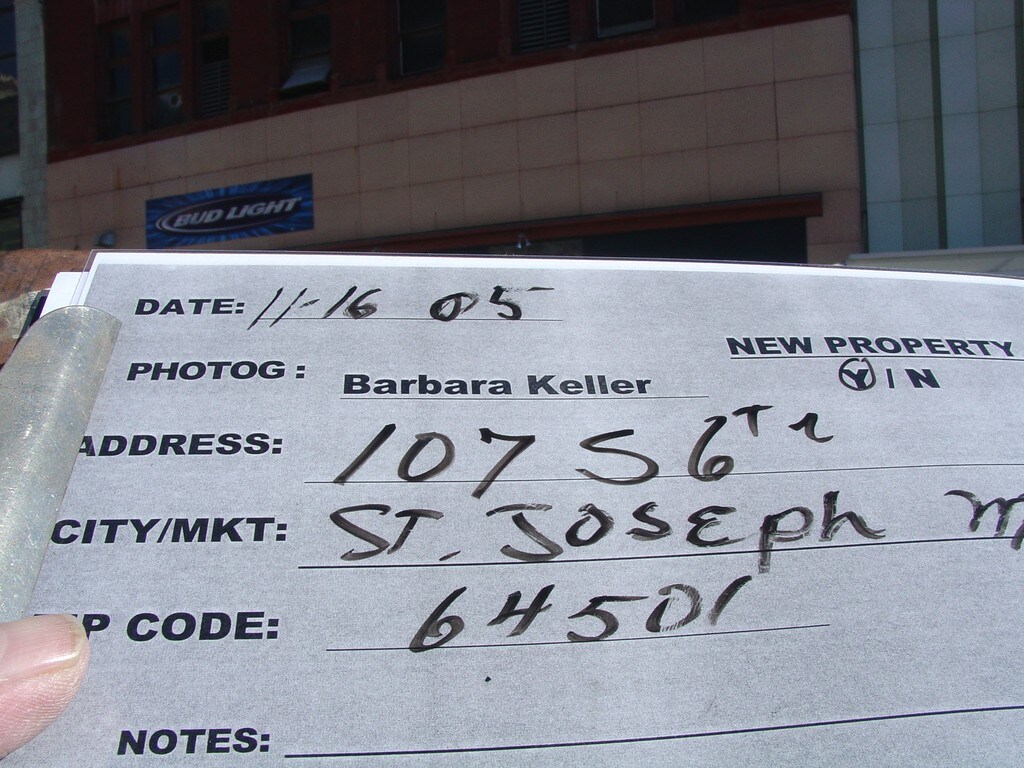 BUD LIGHT
DATE: 11-16 05
PHOTOG: Barbara Keller
NEW PROPERTY
Y / N
ADDRESS: 107 S 6TH
CITY/MKT: ST. JOSEPH M
P CODE: 64501
NOTES: